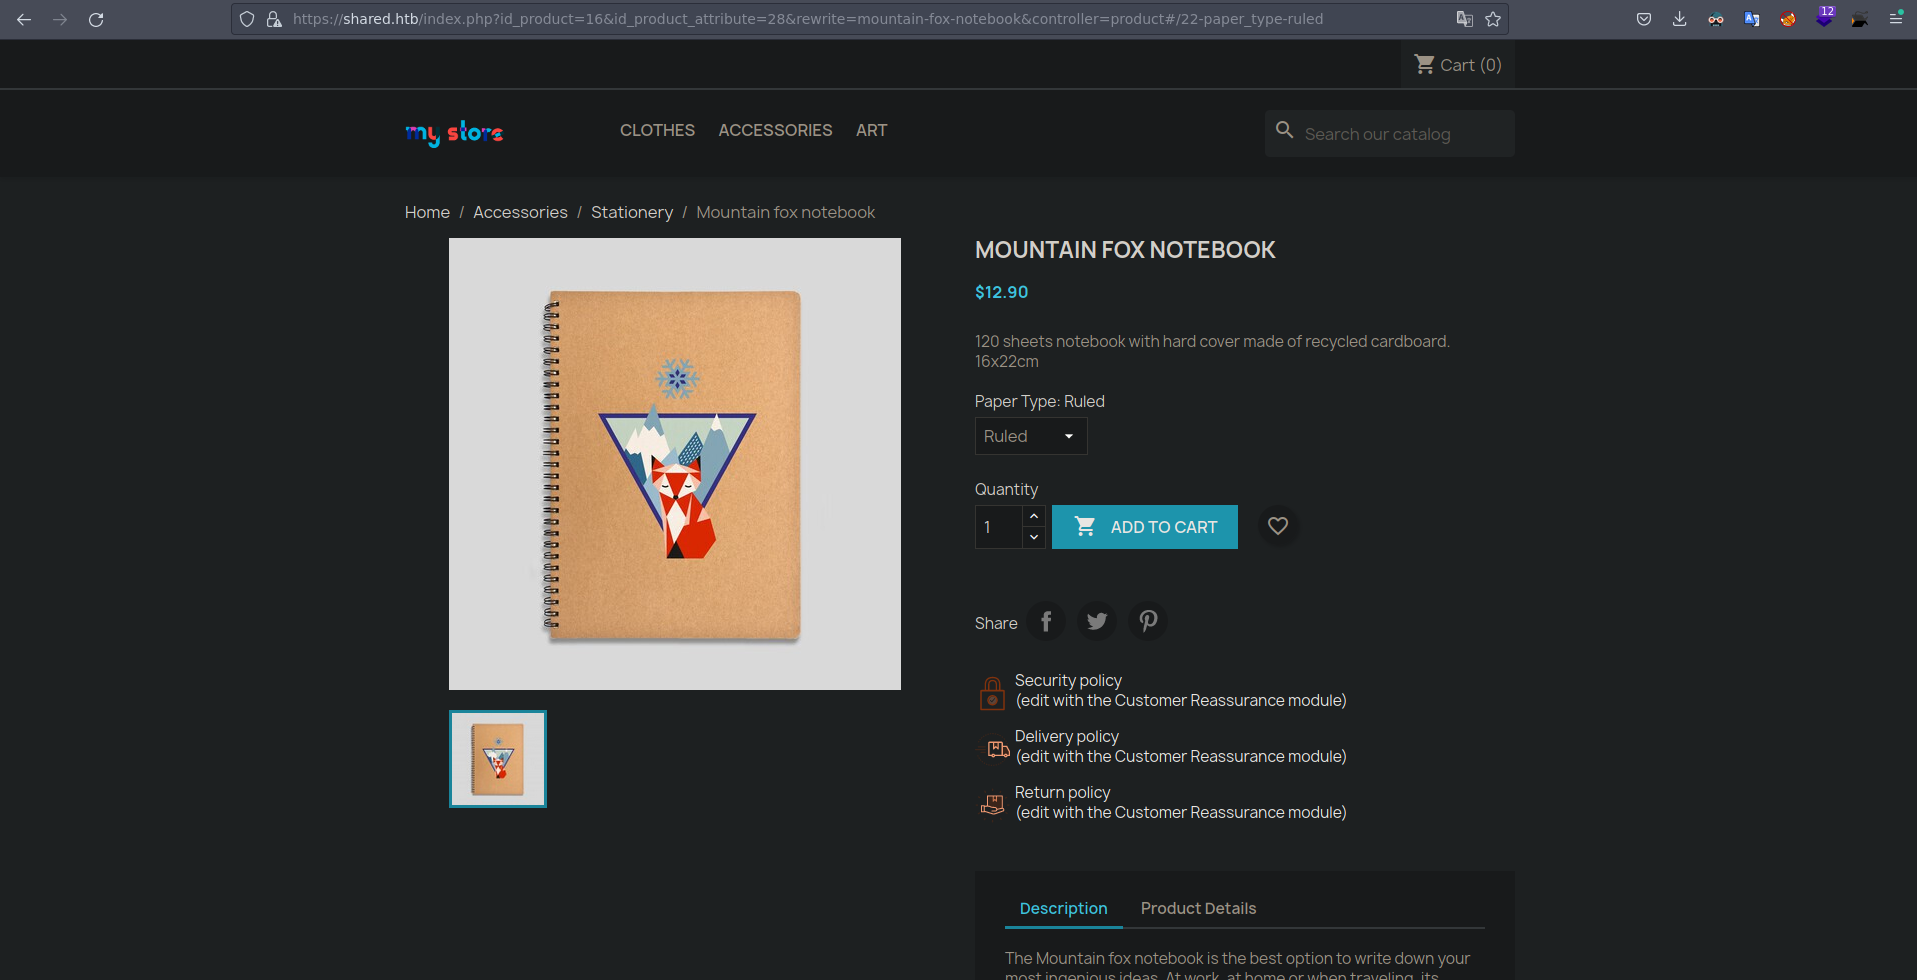 https://shared.htb/index.php?id_product=16&id_product_attribute=28&rewrite=mountain-fox-notebook&controller=product#/22-paper_type-ruled
12
Cart (0)
my store
CLOTHES ACCESSORIES ART
Search our catalog
Home / Accessories / Stationery / Mountain fox notebook
MOUNTAIN FOX NOTEBOOK
$12.90
120 sheets notebook with hard cover made of recycled cardboard.
16x22cm
Paper Type: Ruled
Ruled
Quantity
1
ADD TO CART
Share
Security policy
(edit with the Customer Reassurance module)
Delivery policy
(edit with the Customer Reassurance module)
Return policy
(edit with the Customer Reassurance module)
Description Product Details
The Mountain fox notebook is the best option to write down your
most ingenious ideas. At work, at home or when traveling, its